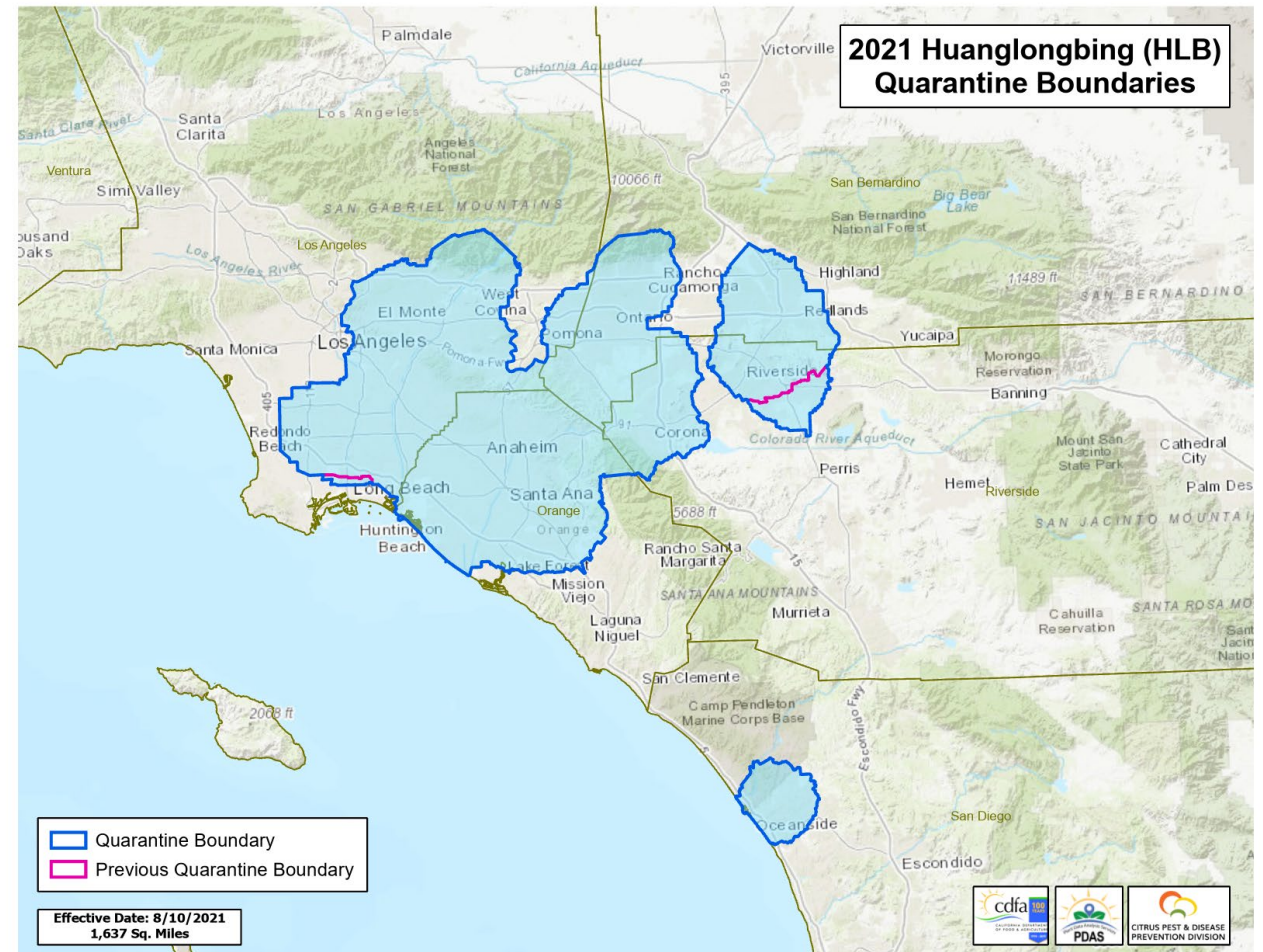 2021 Huanglongbing (HLB)
Quarantine Boundaries
Palmdale
Victorville
California Aqueduct
395
Santa Clara River
Santa
Clarita
Los Angeles
Angeles
National
Forest
10066 ft
Ventura
Simi Valley
SAN GABRIEL MOUNTAINS
San Bernardino
Big Bear
Lake
San Bernardino
National Forest
ousand
Oaks
Los Angeles
Los Angeles River
Rancho
Cucamonga
Highland
11489 ft
SAN BERNARDINO
El Monte
West
Covina
Ontario
Redlands
Santa Monica
Los Angeles
Pomona
Pomona Fwy
Yucaipa
Morongo
Reservation
Banning
Riverside
405
Redondo
Beach
Anaheim
91
Corona
Colorado River Aqueduct
Mount San
Jacinto
State Park
Cathedral
City
Perris
Hemet
Riverside
Palm Des
Long Beach
Santa Ana
Orange
Orange
5688 ft
SAN JACINTO MOUNTAI
Huntington
Beach
Lake Forest
Rancho Santa
Margarita
15
Mission
Viejo
SANTA ANA MOUNTAINS
Murrieta
Cahuilla
Reservation
SANTA ROSA MO
Sant
Jacin
Natio
Laguna
Niguel
San Clemente
Camp Pendleton
Marine Corps Base
2068 ft
5
Escondido Fwy
Oceanside
San Diego
Escondido
Quarantine Boundary
Previous Quarantine Boundary
Effective Date: 8/10/2021
1,637 Sq. Miles
cdfa
100
PDAS
CITRUS PEST & DISEASE
PREVENTION DIVISION